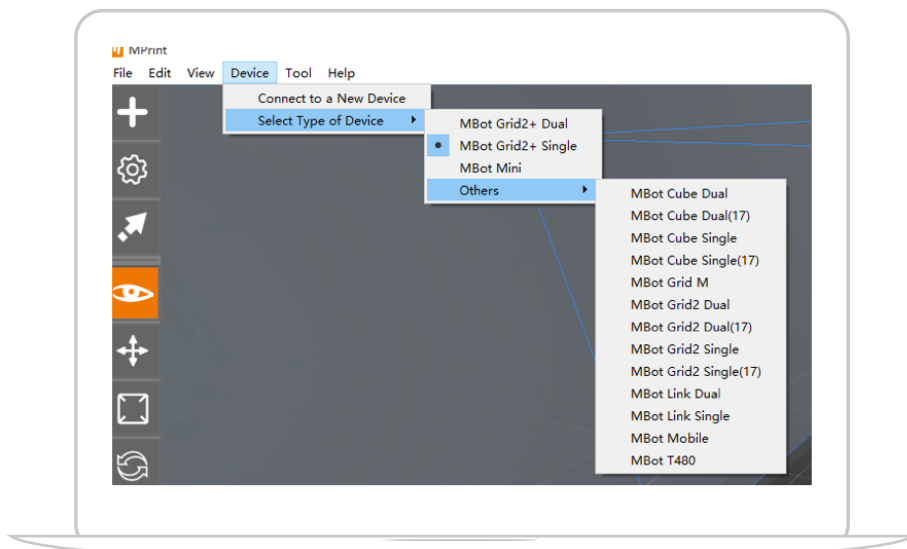 MPrint
File Edit View Device Tool Help
Connect to a New Device
Select Type of Device
MBot Grid2+ Dual
MBot Grid2+ Single
MBot Mini
Others
MBot Cube Dual
MBot Cube Dual(17)
MBot Cube Single
MBot Cube Single(17)
MBot Grid M
MBot Grid2 Dual
MBot Grid2 Dual(17)
MBot Grid2 Single
MBot Grid2 Single(17)
MBot Link Dual
MBot Link Single
MBot Mobile
MBot T480